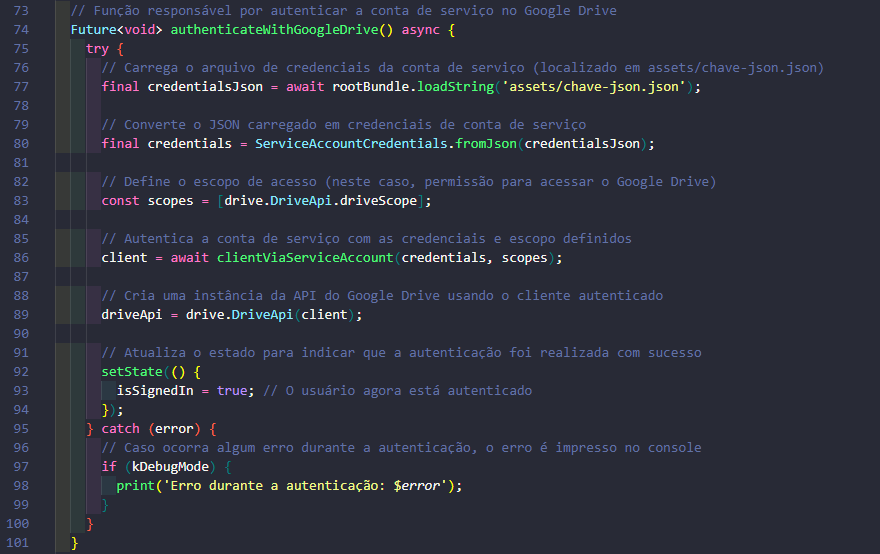 73 // Função responsável por autenticar a conta de serviço no Google Drive
74 Future<void> authenticateWithGoogleDrive() async {
75 try {
76 // Carrega o arquivo de credenciais da conta de serviço (localizado em assets/chave-json.json)
77 final credentialsJson = await rootBundle.loadString('assets/chave-json.json');
78
79 // Converte o JSON carregado em credenciais de conta de serviço
80 final credentials = ServiceAccountCredentials.fromJson(credentialsJson);
81
82 // Define o escopo de acesso (neste caso, permissão para acessar o Google Drive)
83 const scopes = [drive.DriveApi.driveScope];
84
85 // Autentica a conta de serviço com as credenciais e escopo definidos
86 client = await clientViaServiceAccount(credentials, scopes);
87
88 // Cria uma instância da API do Google Drive usando o cliente autenticado
89 driveApi = drive.DriveApi(client);
90
91 // Atualiza o estado para indicar que a autenticação foi realizada com sucesso
92 setState(() {
93 isSignedIn = true; // O usuário agora está autenticado
94 });
95 } catch (error) {
96 // Caso ocorra algum erro durante a autenticação, o erro é impresso no console
97 if (kDebugMode) {
98 print('Erro durante a autenticação: $error');
99 }
100 }
101 }